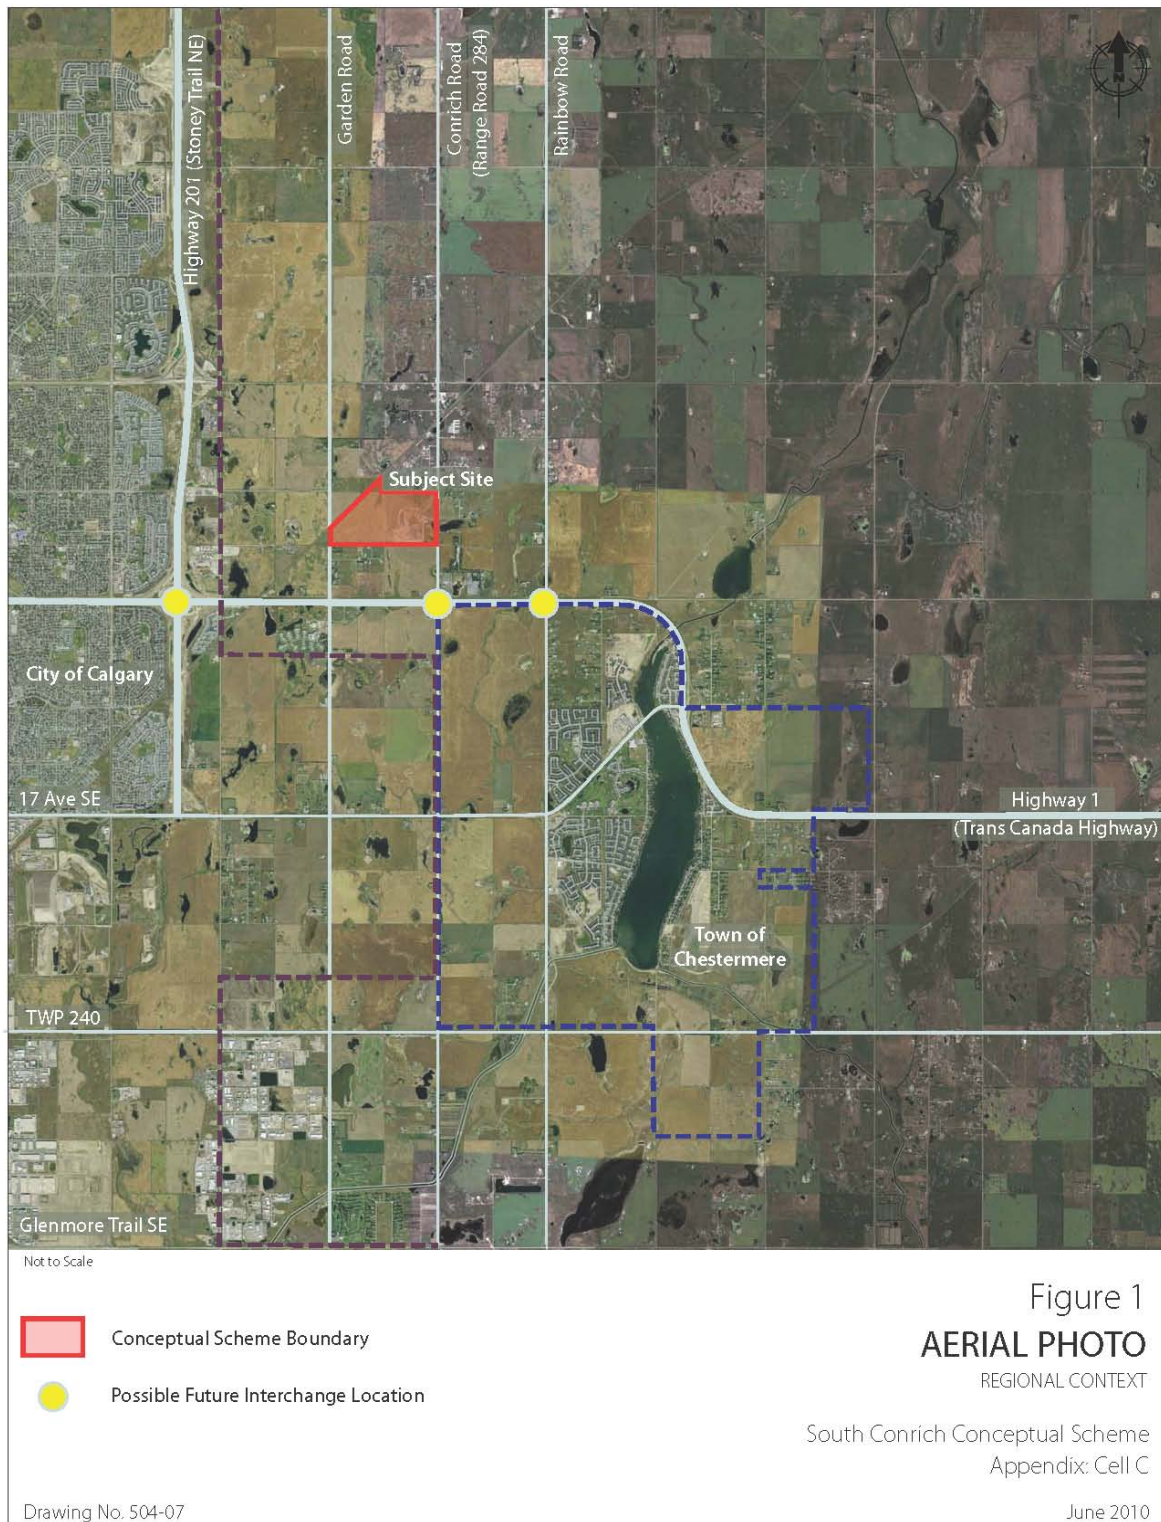 Highway 201 (Stoney Trail NE)
Garden Road
Conrich Road
(Range Road 284)
Rainbow Road
N
Subject Site
City of Calgary
17 Ave SE
Highway 1
(Trans Canada Highway)
Town of
Chestermere
TWP 240
Glenmore Trail SE
Not to Scale
Conceptual Scheme Boundary
Possible Future Interchange Location
Figure 1
AERIAL PHOTO
REGIONAL CONTEXT
South Conrich Conceptual Scheme
Appendix: Cell C
Drawing No. 504-07
June 2010